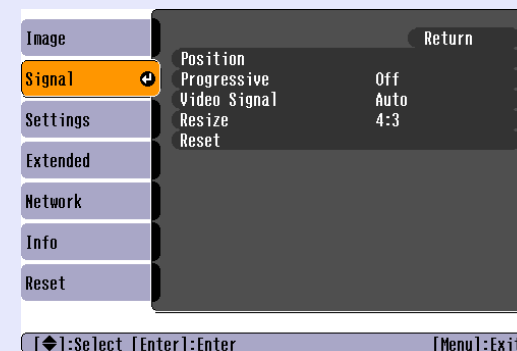 Image
Signal
Settings
Extended
Network
Info
Reset
Return
Position
Progressive Off
Video Signal Auto
Resize 4:3
Reset
[◆]:Select [Enter]:Enter [Menu]:Exit